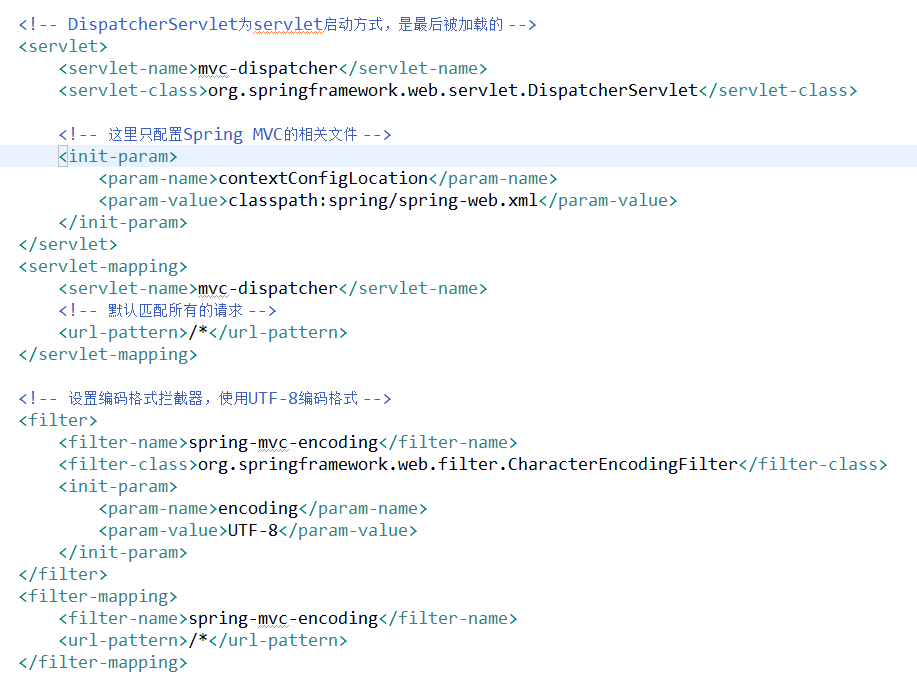 <!-- DispatcherServlet为servlet启动方式，是最后被加载的 -->
<servlet>
<servlet-name>mvc-dispatcher</servlet-name>
<servlet-class>org.springframework.web.servlet.DispatcherServlet</servlet-class>
<!-- 这里只配置Spring MVC的相关文件 -->
<init-param>
<param-name>contextConfigLocation</param-name>
<param-value>classpath:spring/spring-web.xml</param-value>
</init-param>
</servlet>
<servlet-mapping>
<servlet-name>mvc-dispatcher</servlet-name>
<!-- 默认匹配所有的请求 -->
<url-pattern>/*</url-pattern>
</servlet-mapping>
<!-- 设置编码格式拦截器，使用UTF-8编码格式 -->
<filter>
<filter-name>spring-mvc-encoding</filter-name>
<filter-class>org.springframework.web.filter.CharacterEncodingFilter</filter-class>
<init-param>
<param-name>encoding</param-name>
<param-value>UTF-8</param-value>
</init-param>
</filter>
<filter-mapping>
<filter-name>spring-mvc-encoding</filter-name>
<url-pattern>/*</url-pattern>
</filter-mapping>